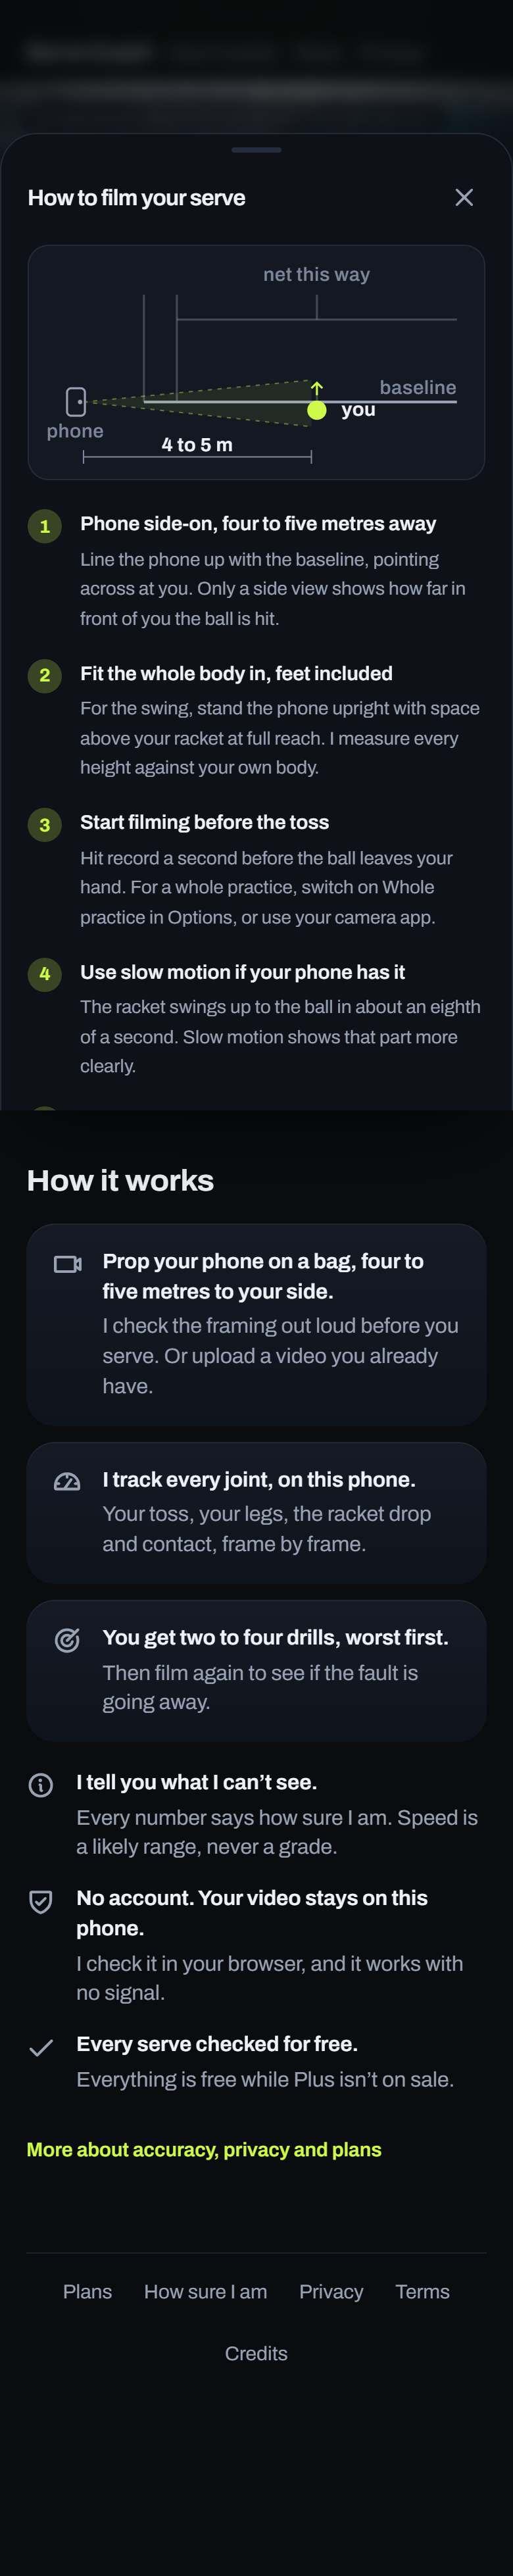 How to film your serve
net this way
baseline
you
phone
4 to 5 m
1
Phone side-on, four to five metres away
Line the phone up with the baseline, pointing
across at you. Only a side view shows how far in
front of you the ball is hit.
2
Fit the whole body in, feet included
For the swing, stand the phone upright with space
above your racket at full reach. I measure every
height against your own body.
3
Start filming before the toss
Hit record a second before the ball leaves your
hand. For a whole practice, switch on Whole
practice in Options, or use your camera app.
4
Use slow motion if your phone has it
The racket swings up to the ball in about an eighth
of a second. Slow motion shows that part more
clearly.
How it works
Prop your phone on a bag, four to
five metres to your side.
I check the framing out loud before you
serve. Or upload a video you already
have.
I track every joint, on this phone.
Your toss, your legs, the racket drop
and contact, frame by frame.
You get two to four drills, worst first.
Then film again to see if the fault is
going away.
I tell you what I can’t see.
Every number says how sure I am. Speed is
a likely range, never a grade.
No account. Your video stays on this
phone.
I check it in your browser, and it works with
no signal.
Every serve checked for free.
Everything is free while Plus isn’t on sale.
More about accuracy, privacy and plans
Plans How sure I am Privacy Terms
Credits